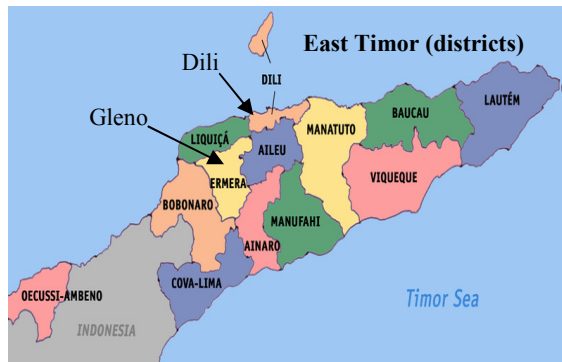 East Timor (districts)
Dili
DILI
LAUTÉM
BAUCAU
Gleno
MANATUTO
LIQUIÇÁ
AILEU
VIQUEQUE
ERMERA
BOBONARO
MANUFAHI
AINARO
COVA-LIMA
OECUSSI-AMBENO
Timor Sea
INDONESIA